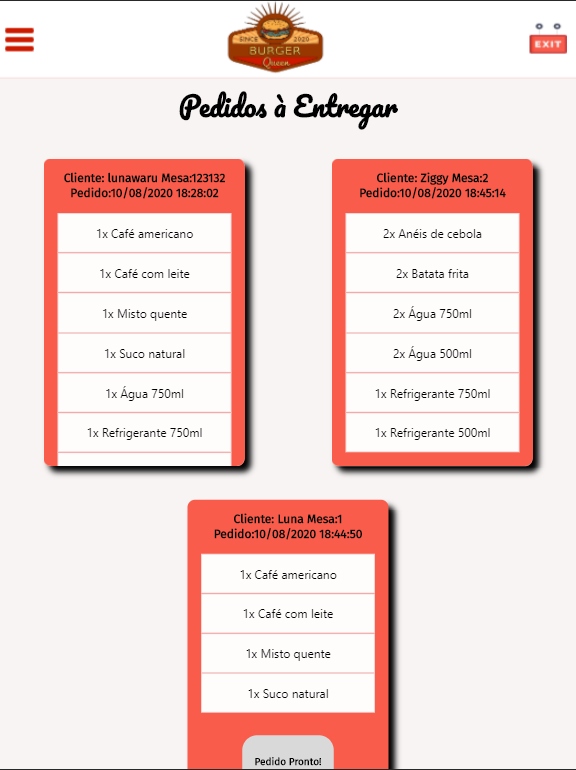 SINCE 2020
BURGER
Queen
EXIT
Pedidos à Entregar
Cliente: lunawaru Mesa:123132
Pedido:10/08/2020 18:28:02
1x Café americano
1x Café com leite
1x Misto quente
1x Suco natural
1x Água 750ml
1x Refrigerante 750ml
Cliente: Ziggy Mesa:2
Pedido:10/08/2020 18:45:14
2x Anéis de cebola
2x Batata frita
2x Água 750ml
2x Água 500ml
1x Refrigerante 750ml
1x Refrigerante 500ml
Cliente: Luna Mesa:1
Pedido:10/08/2020 18:44:50
1x Café americano
1x Café com leite
1x Misto quente
1x Suco natural
Pedido Pronto!